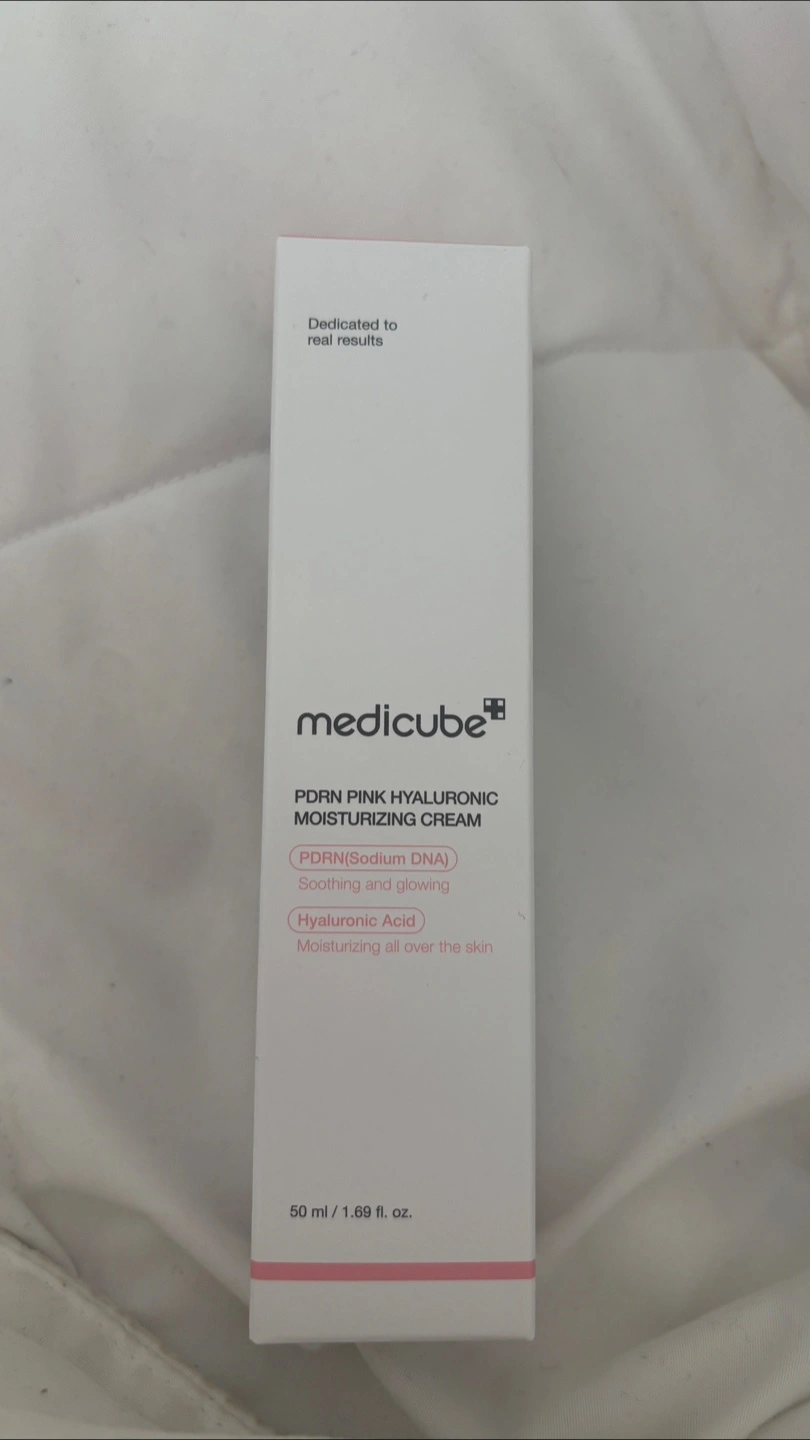 Dedicated to
real results
medicube
PDRN PINK HYALURONIC
MOISTURIZING CREAM
PDRN(Sodium DNA)
Soothing and glowing
Hyaluronic Acid
Moisturizing all over the skin
50 ml / 1.69 fl. oz.